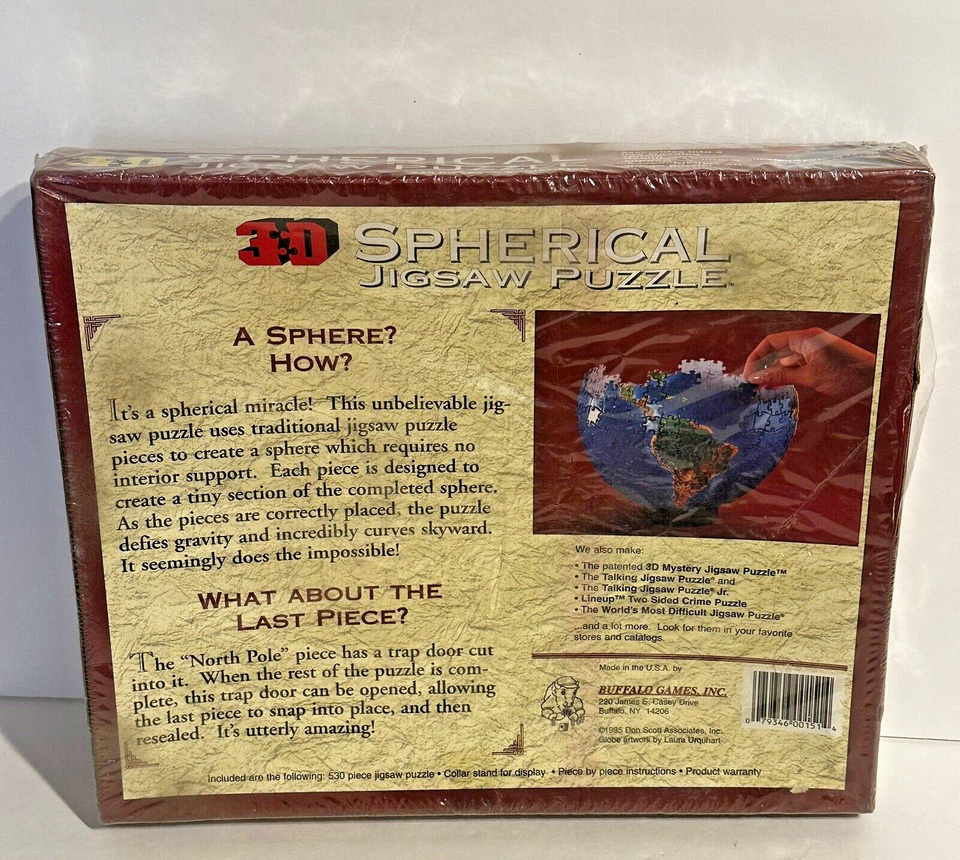 3-D SPHERICAL
JIGSAW PUZZLE
3-D SPHERICAL
JIGSAW PUZZLE™
A SPHERE?
HOW?
It's a spherical miracle! This unbelievable jig-
saw puzzle uses traditional jigsaw puzzle
pieces to create a sphere which requires no
interior support. Each piece is designed to
create a tiny section of the completed sphere.
As the pieces are correctly placed, the puzzle
defies gravity and incredibly curves skyward.
It seemingly does the impossible!
WHAT ABOUT THE
LAST PIECE?
The "North Pole" piece has a trap door cut
into it. When the rest of the puzzle is com-
plete, this trap door can be opened, allowing
the last piece to snap into place, and then
resealed. It's utterly amazing!
We also make:
• The patented 3D Mystery Jigsaw Puzzle™
• The Talking Jigsaw Puzzle® and
• The Talking Jigsaw Puzzle® Jr.
• Lineup™ Two Sided Crime Puzzle
• The World's Most Difficult Jigsaw Puzzle®
...and a lot more. Look for them in your favorite
stores and catalogs.
Made in the U.S.A. by
BUFFALO GAMES, INC.
220 James E. Casey Drive
Buffalo, NY 14206
©1995 Don Scott Associates, Inc.
Globe artwork by Laura Urquhart
0 79346 00151 4
Included are the following: 530 piece jigsaw puzzle • Collar stand for display • Piece by piece instructions • Product warranty